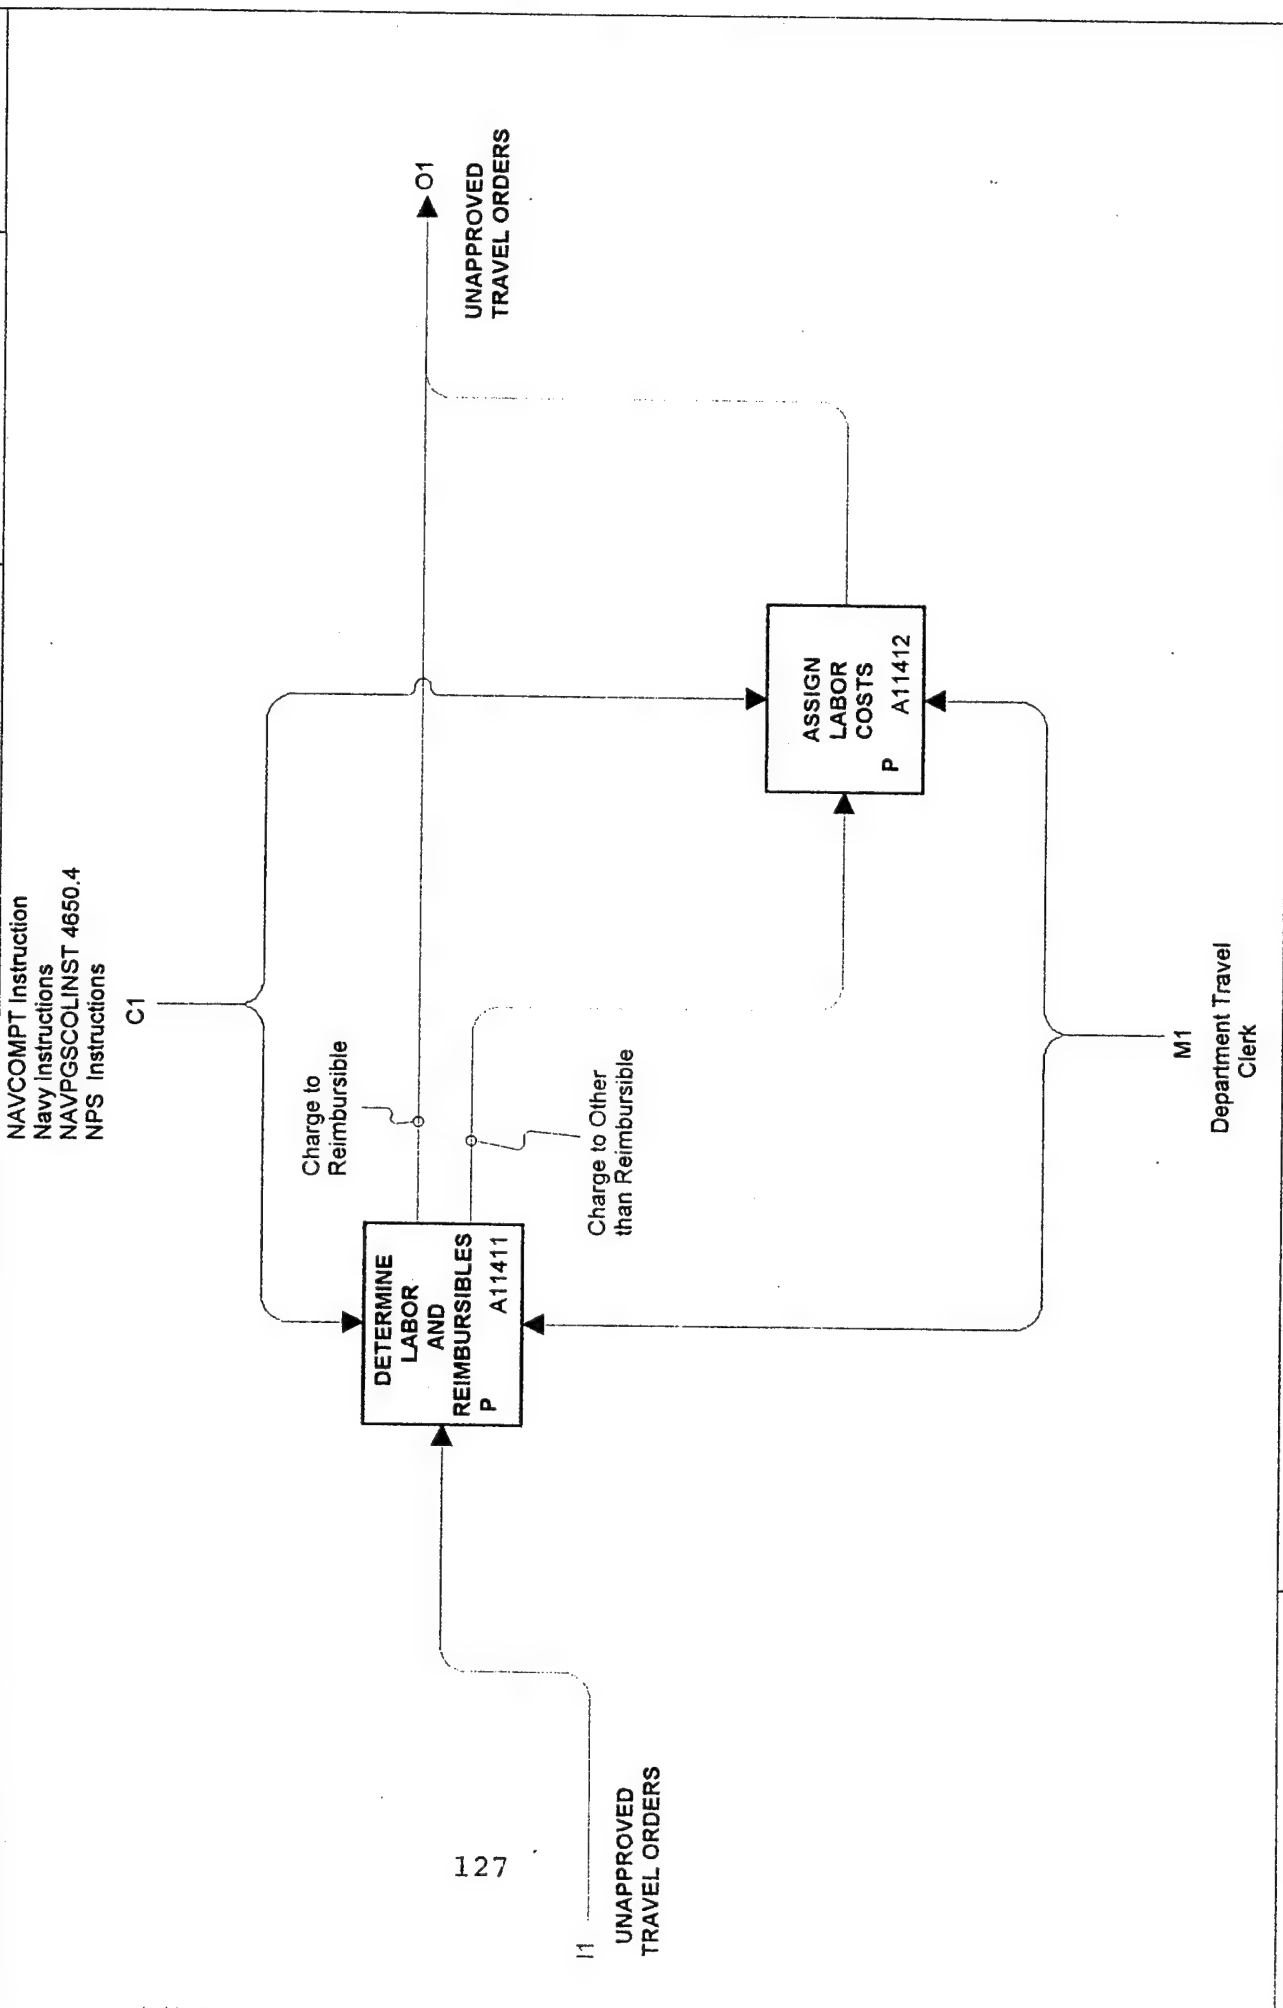 NAVCOMPT Instruction
Navy Instructions
NAVPGSCOLINST 4650.4
NPS Instructions
C1
Charge to
Reimbursible
DETERMINE
LABOR
AND
REIMBURSIBLES
P A11411
Charge to Other
than Reimbursible
ASSIGN
LABOR
COSTS
P A11412
O1
UNAPPROVED
TRAVEL ORDERS
I1
UNAPPROVED
TRAVEL ORDERS
M1
Department Travel
Clerk
127